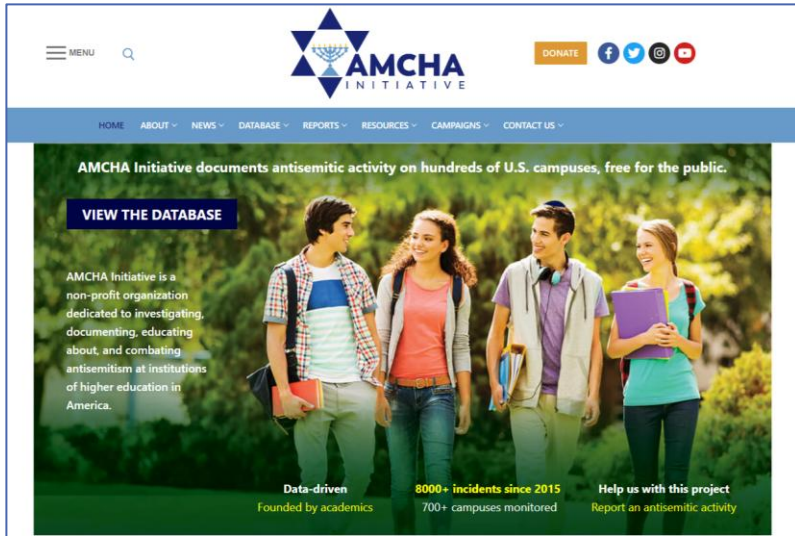 MENU
AMCHA
INITIATIVE
DONATE
HOME ABOUT NEWS DATABASE REPORTS RESOURCES CAMPAIGNS CONTACT US
AMCHA Initiative documents antisemitic activity on hundreds of U.S. campuses, free for the public.
VIEW THE DATABASE
AMCHA Initiative is a
non-profit organization
dedicated to investigating,
documenting, educating
about, and combating
antisemitism at institutions
of higher education in
America.
Data-driven
Founded by academics
8000+ incidents since 2015
700+ campuses monitored
Help us with this project
Report an antisemitic activity